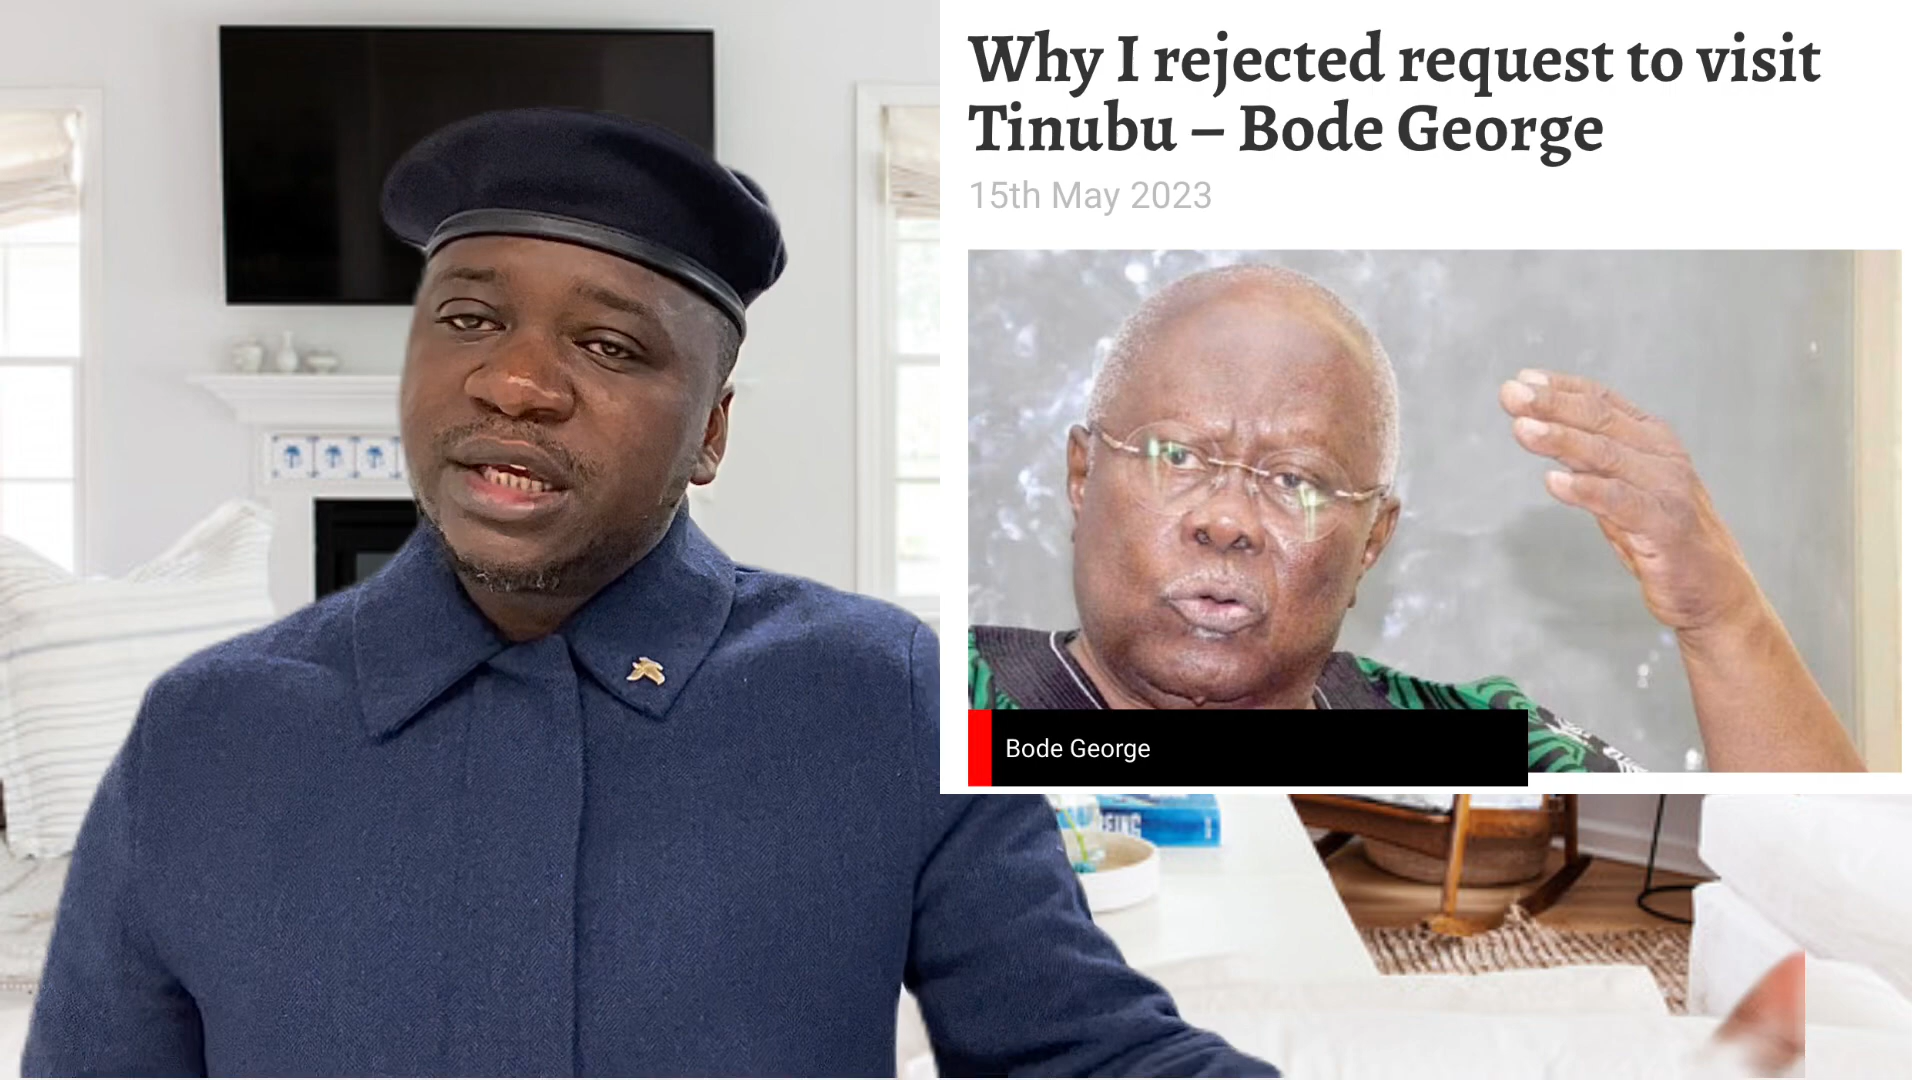 Why I rejected request to visit
Tinubu – Bode George
15th May 2023
Bode George